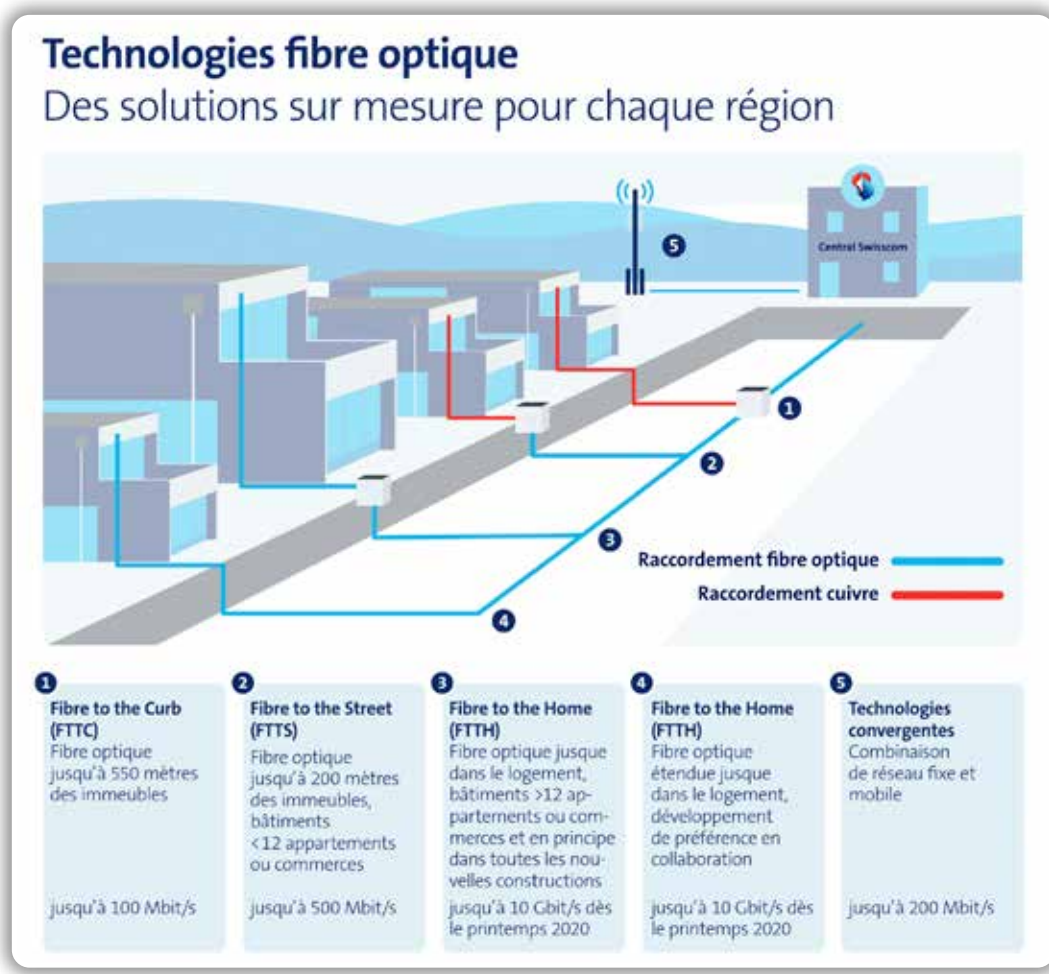 Technologies fibre optique
Des solutions sur mesure pour chaque région
5
Central Swisscom
1
2
3
4
Raccordement fibre optique
Raccordement cuivre
1
Fibre to the Curb
(FTTC)
Fibre optique
jusqu'à 550 mètres
des immeubles
jusqu'à 100 Mbit/s
2
Fibre to the Street
(FTTS)
Fibre optique
jusqu'à 200 mètres
des immeubles,
bâtiments
<12 appartements
ou commerces
jusqu'à 500 Mbit/s
3
Fibre to the Home
(FTTH)
Fibre optique jusque
dans le logement,
bâtiments >12 ap-
partements ou com-
merces et en principe
dans toutes les nou-
velles constructions
jusqu'à 10 Gbit/s dès
le printemps 2020
4
Fibre to the Home
(FTTH)
Fibre optique
étendue jusque
dans le logement,
développement
de préférence en
collaboration
jusqu'à 10 Gbit/s dès
le printemps 2020
5
Technologies
convergentes
Combinaison
de réseau fixe et
mobile
jusqu'à 200 Mbit/s